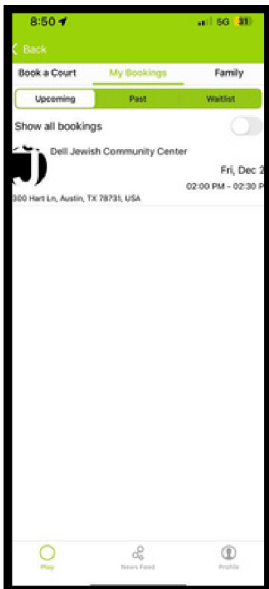 8:50
5G 31
Back
Book a Court My Bookings Family
Upcoming Past Waitlist
Show all bookings
Dell Jewish Community Center
Fri, Dec 2
02:00 PM - 02:30 P
300 Hart Ln, Austin, TX 78731, USA
Play News Feed Profile